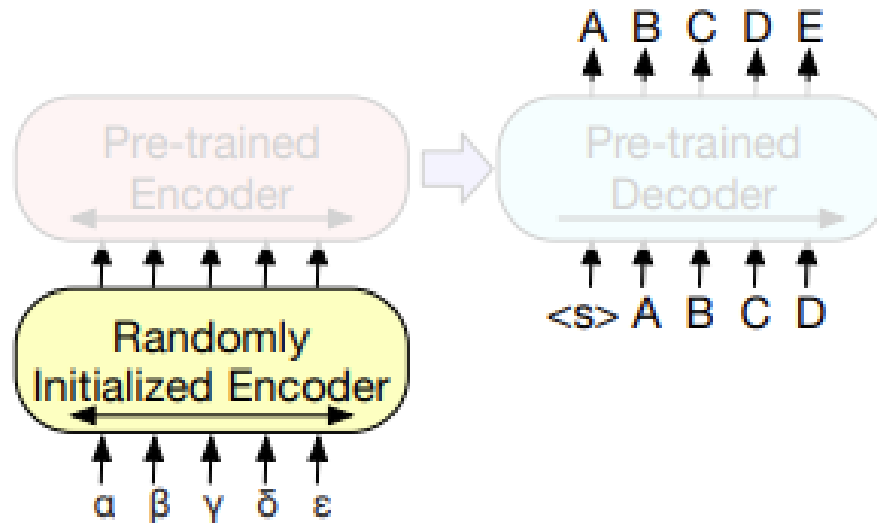 A B C D E
Pre-trained
Encoder
Pre-trained
Decoder
<s> A B C D
Randomly
Initialized Encoder
α β γ δ ε